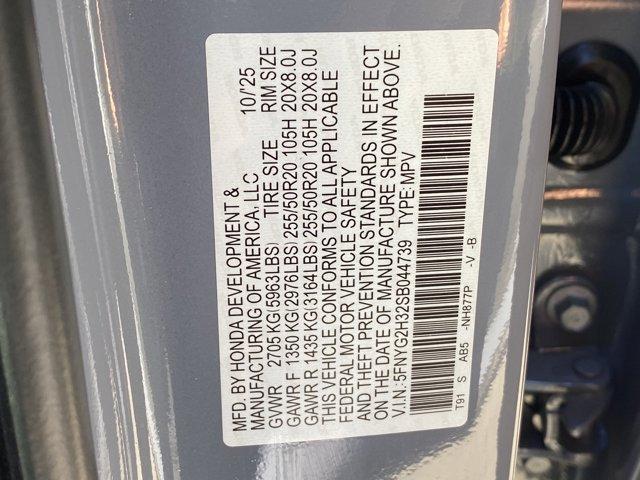 MFD. BY HONDA DEVELOPMENT & 10/'25
MANUFACTURING OF AMERICA, LLC
GVWR 2705 KG(5963LBS) TIRE SIZE RIM SIZE
GAWR F 1350 KG(2976LBS) 255/50R20 105H 20X8.0J
GAWR R 1435 KG(3164LBS) 255/50R20 105H 20X8.0J
THIS VEHICLE CONFORMS TO ALL APPLICABLE
FEDERAL MOTOR VEHICLE SAFETY
AND THEFT PREVENTION STANDARDS IN EFFECT
ON THE DATE OF MANUFACTURE SHOWN ABOVE.
V.I.N.:5FNYG2H32SB044739 TYPE: MPV
T91 S AB5 -NH877P -V -B